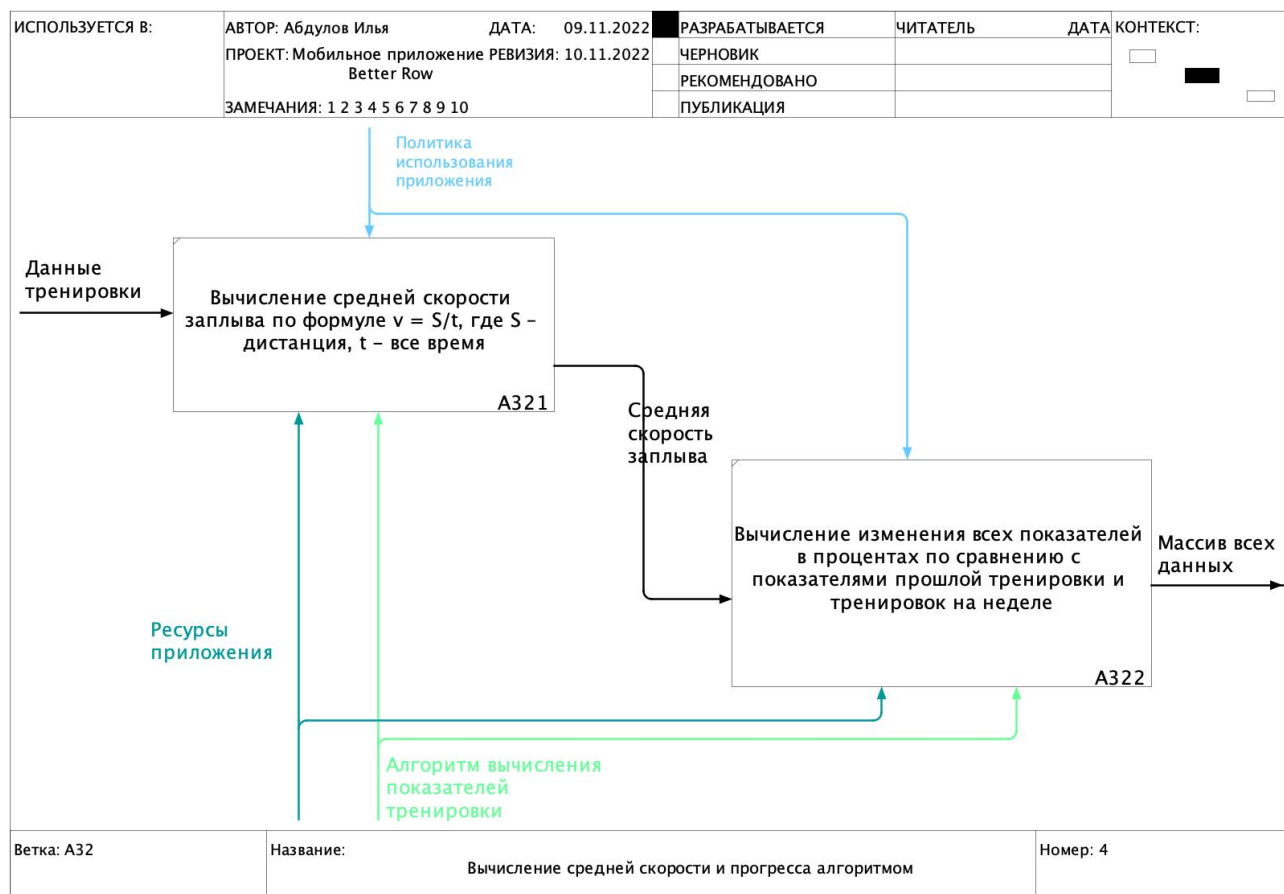 ИСПОЛЬЗУЕТСЯ В:
АВТОР: Абдулов Илья ДАТА: 09.11.2022
ПРОЕКТ: Мобильное приложение РЕВИЗИЯ: 10.11.2022
Better Row
ЗАМЕЧАНИЯ: 1 2 3 4 5 6 7 8 9 10
РАЗРАБАТЫВАЕТСЯ
ЧЕРНОВИК
РЕКОМЕНДОВАНО
ПУБЛИКАЦИЯ
ЧИТАТЕЛЬ ДАТА
КОНТЕКСТ:
Политика
использования
приложения
Данные
тренировки
Вычисление средней скорости
заплыва по формуле v = S/t, где S –
дистанция, t – все время
A321
Средняя
скорость
заплыва
Вычисление изменения всех показателей
в процентах по сравнению с
показателями прошлой тренировки и
тренировок на неделе
A322
Массив всех
данных
Ресурсы
приложения
Алгоритм вычисления
показателей
тренировки
Ветка: A32
Название:
Вычисление средней скорости и прогресса алгоритмом
Номер: 4